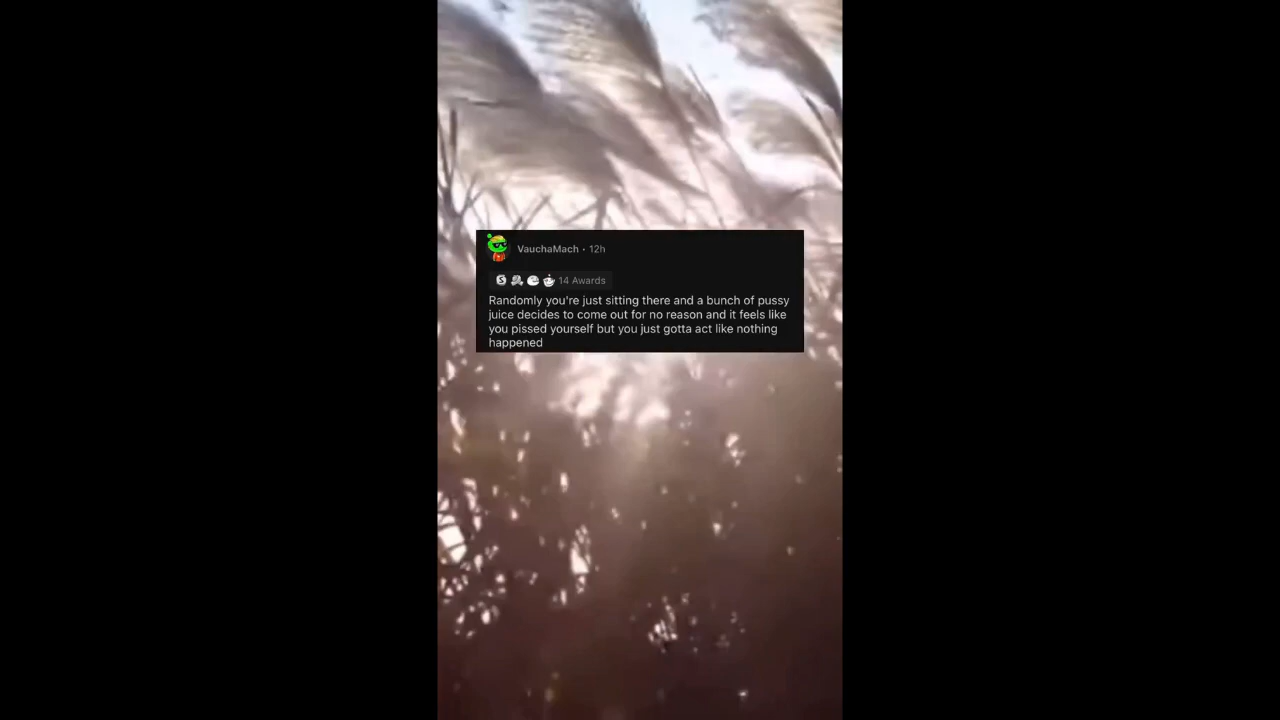 VauchaMach · 12h
14 Awards
Randomly you're just sitting there and a bunch of pussy
juice decides to come out for no reason and it feels like
you pissed yourself but you just gotta act like nothing
happened